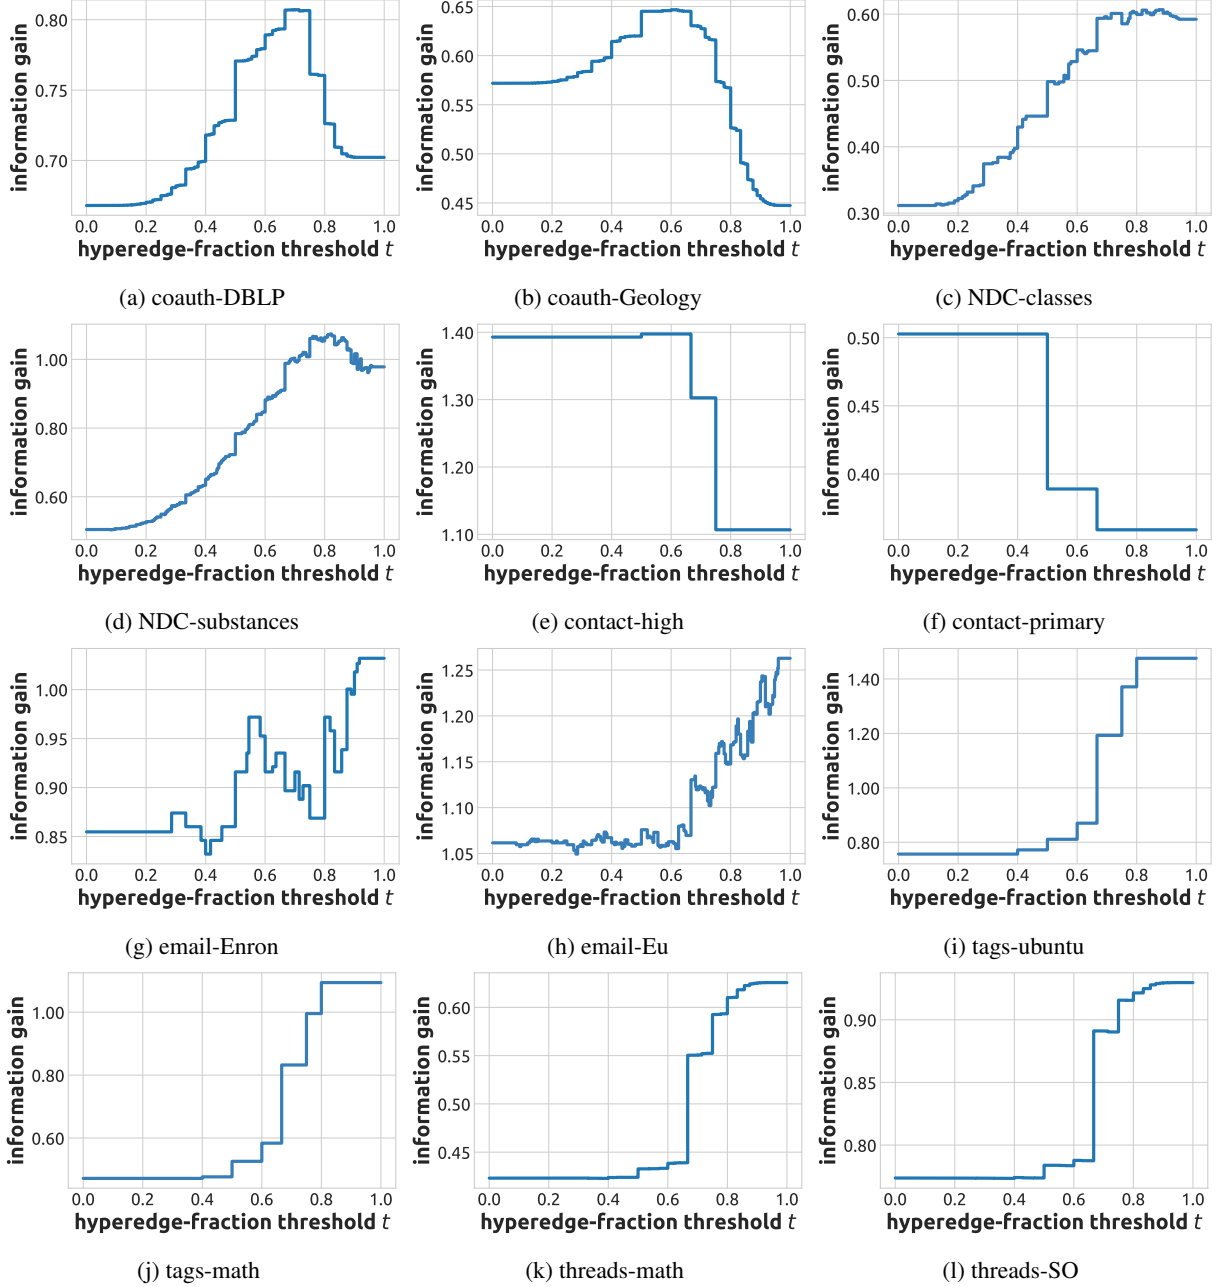 0.80
0.75
0.70
information gain
0.0 0.2 0.4 0.6 0.8 1.0
hyperedge-fraction threshold t
(a) coauth-DBLP
0.65
0.60
0.55
0.50
0.45
information gain
0.0 0.2 0.4 0.6 0.8 1.0
hyperedge-fraction threshold t
(b) coauth-Geology
0.60
0.50
0.40
0.30
information gain
0.0 0.2 0.4 0.6 0.8 1.0
hyperedge-fraction threshold t
(c) NDC-classes
1.00
0.80
0.60
information gain
0.0 0.2 0.4 0.6 0.8 1.0
hyperedge-fraction threshold t
(d) NDC-substances
1.40
1.30
1.20
1.10
information gain
0.0 0.2 0.4 0.6 0.8 1.0
hyperedge-fraction threshold t
(e) contact-high
0.50
0.45
0.40
information gain
0.0 0.2 0.4 0.6 0.8 1.0
hyperedge-fraction threshold t
(f) contact-primary
1.00
0.95
0.90
0.85
information gain
0.0 0.2 0.4 0.6 0.8 1.0
hyperedge-fraction threshold t
(g) email-Enron
1.25
1.20
1.15
1.10
1.05
information gain
0.0 0.2 0.4 0.6 0.8 1.0
hyperedge-fraction threshold t
(h) email-Eu
1.40
1.20
1.00
0.80
information gain
0.0 0.2 0.4 0.6 0.8 1.0
hyperedge-fraction threshold t
(i) tags-ubuntu
1.00
0.80
0.60
information gain
0.0 0.2 0.4 0.6 0.8 1.0
hyperedge-fraction threshold t
(j) tags-math
0.60
0.55
0.50
0.45
information gain
0.0 0.2 0.4 0.6 0.8 1.0
hyperedge-fraction threshold t
(k) threads-math
0.90
0.85
0.80
information gain
0.0 0.2 0.4 0.6 0.8 1.0
hyperedge-fraction threshold t
(l) threads-SO